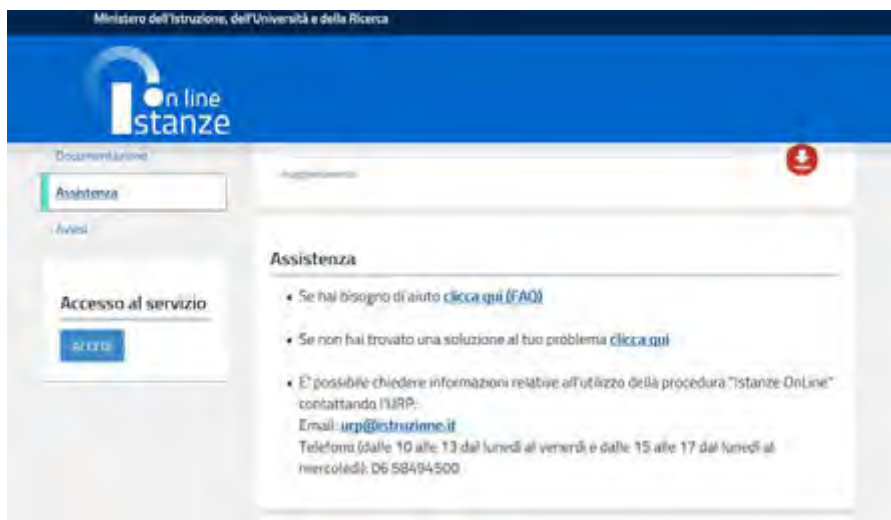 Ministero dell'Istruzione, dell'Università e della Ricerca
On line
Istanze
Documentazione
Assistenza
Avvisi
Accesso al servizio
ACCEDI
Assistenza
• Se hai bisogno di aiuto clicca qui (FAQ)
• Se non hai trovato una soluzione al tuo problema clicca qui
• E' possibile chiedere informazioni relative all'utilizzo della procedura "Istanze OnLine"
contattando l'URP:
Email: urp@istruzione.it
Telefono (dalle 10 alle 13 dal lunedì al venerdì e dalle 15 alle 17 dal lunedì al
mercoledì): 06 58494500